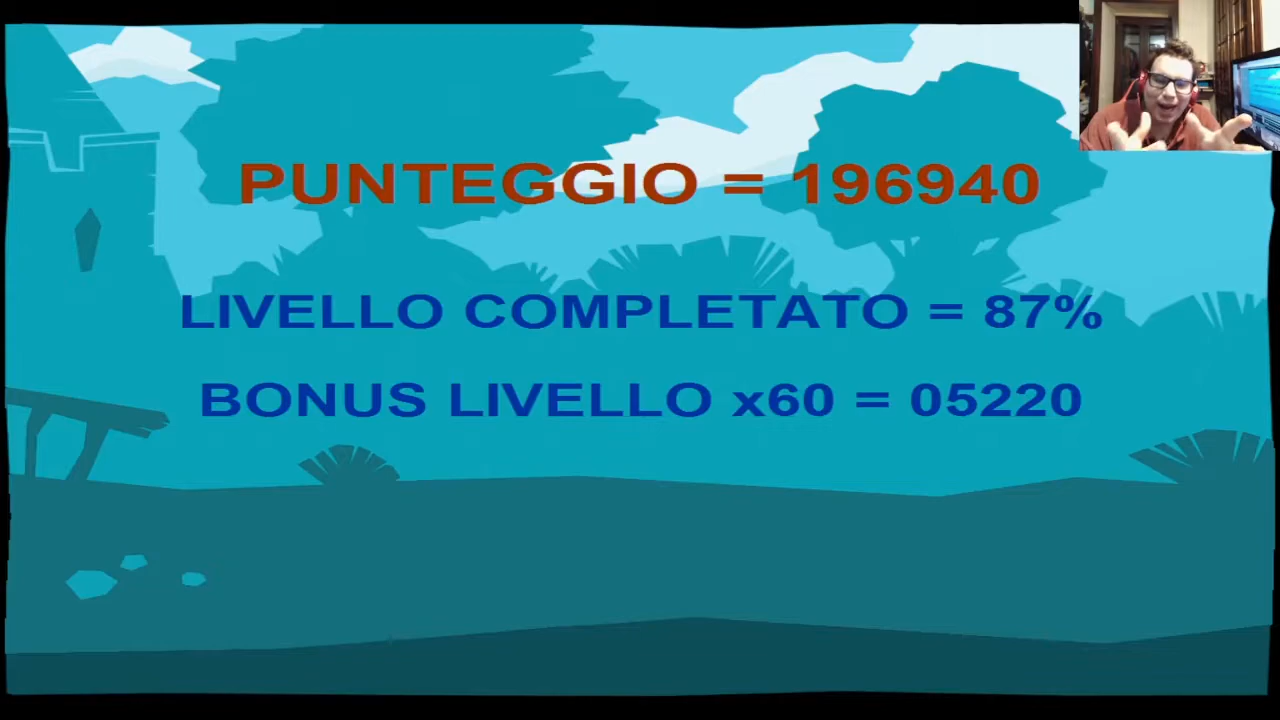 PUNTEGGIO = 196940
LIVELLO COMPLETATO = 87%
BONUS LIVELLO x60 = 05220